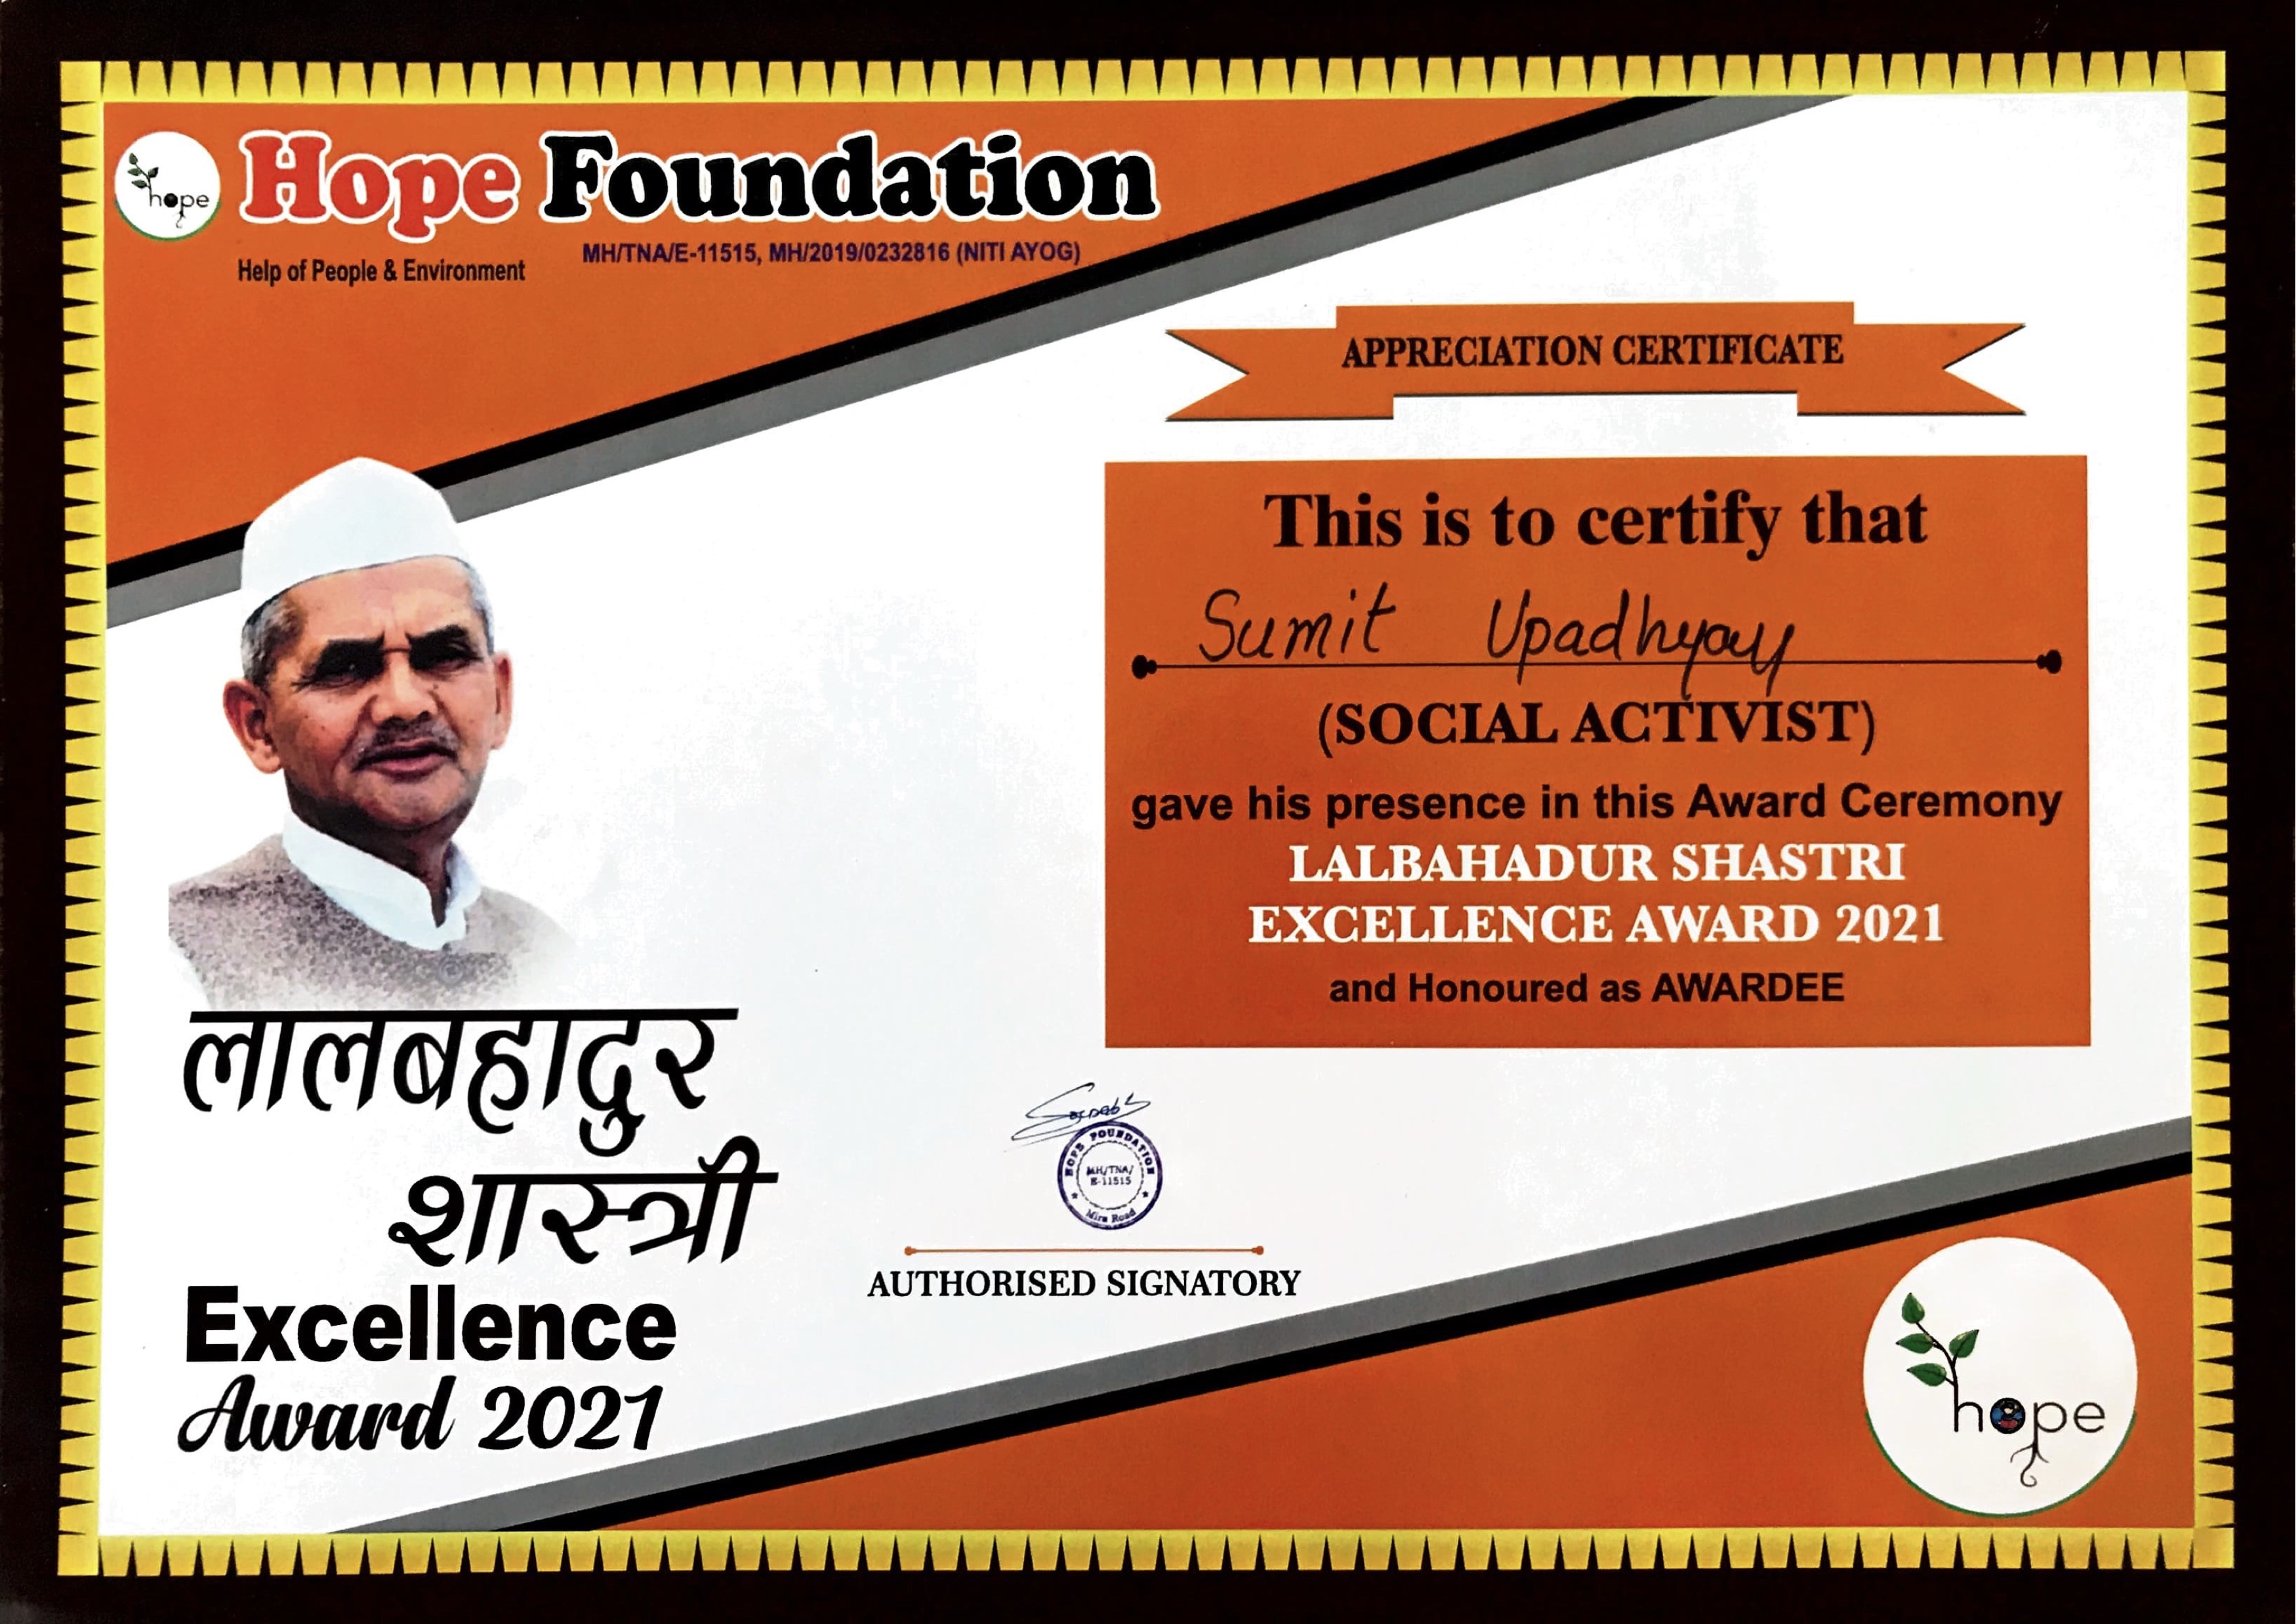 hope
Hope Foundation
Help of People & Environment
MH/TNA/E-11515, MH/2019/0232816 (NITI AYOG)
APPRECIATION CERTIFICATE
This is to certify that
Sumit Upadhyay
(SOCIAL ACTIVIST)
gave his presence in this Award Ceremony
LALBAHADUR SHASTRI
EXCELLENCE AWARD 2021
and Honoured as AWARDEE
लालबहादुर
शास्त्री
Excellence
Award 2021
HOPE FOUNDATION
MH/TNA/
E-11515
Mira Road
AUTHORISED SIGNATORY
hope